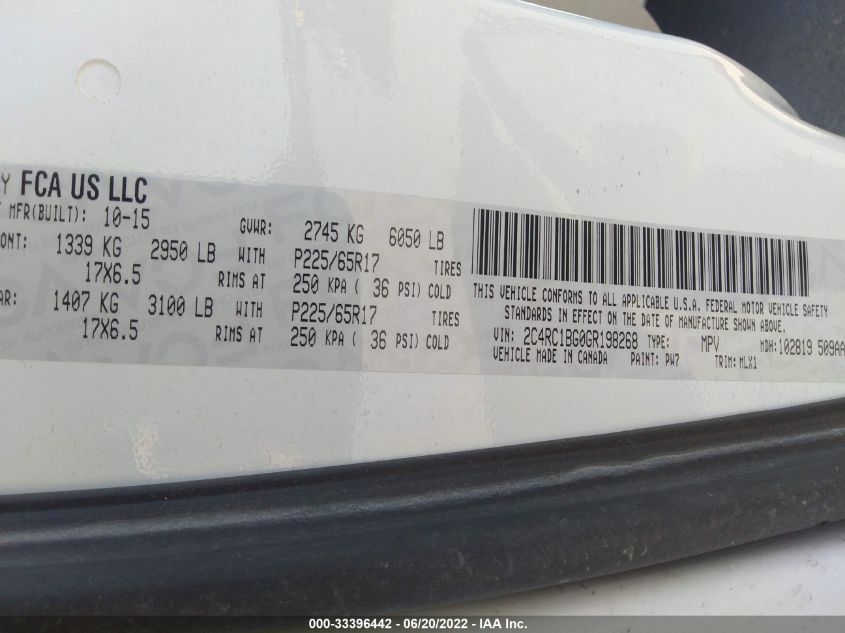 Y FCA US LLC
MFR(BUILT): 10-15 GVWR: 2745 KG 6050 LB
ONT: 1339 KG 2950 LB WITH P225/65R17 TIRES
17X6.5 RIMS AT 250 KPA ( 36 PSI) COLD
AR: 1407 KG 3100 LB WITH P225/65R17 TIRES
17X6.5 RIMS AT 250 KPA ( 36 PSI) COLD
THIS VEHICLE CONFORMS TO ALL APPLICABLE U.S.A. FEDERAL MOTOR VEHICLE SAFETY
STANDARDS IN EFFECT ON THE DATE OF MANUFACTURE SHOWN ABOVE.
VIN: 2C4RC1BG0GR198268 TYPE: MPV MDH: 102819 509AA
VEHICLE MADE IN CANADA PAINT: PW7 TRIM: MLX1
000-33396442 - 06/20/2022 - IAA Inc.